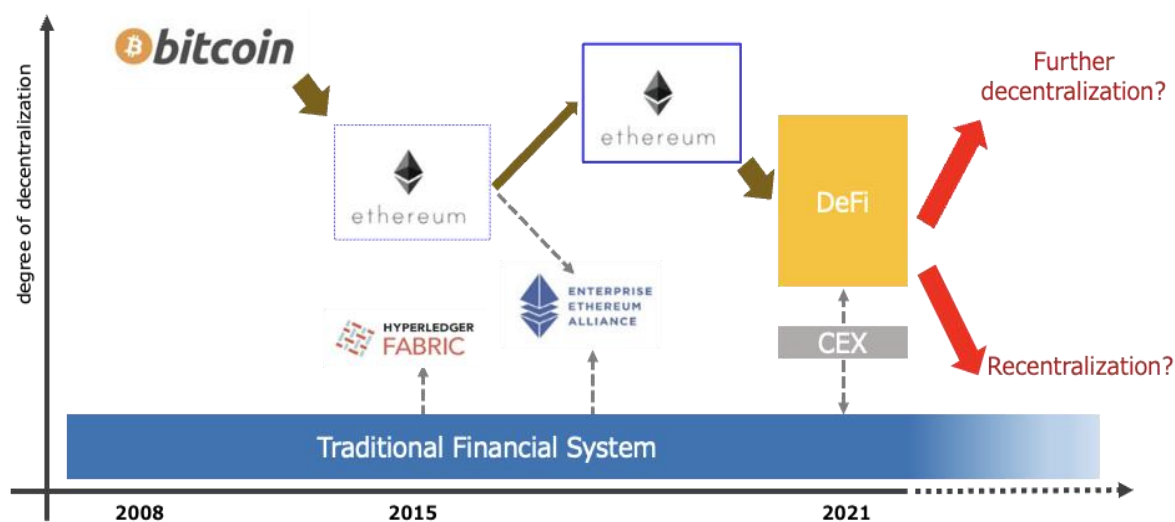 bitcoin
Further
decentralization?
ethereum
ethereum
DeFi
degree of decentralization
ENTERPRISE
ETHEREUM
ALLIANCE
HYPERLEDGER
FABRIC
CEX
Recentralization?
Traditional Financial System
2008
2015
2021